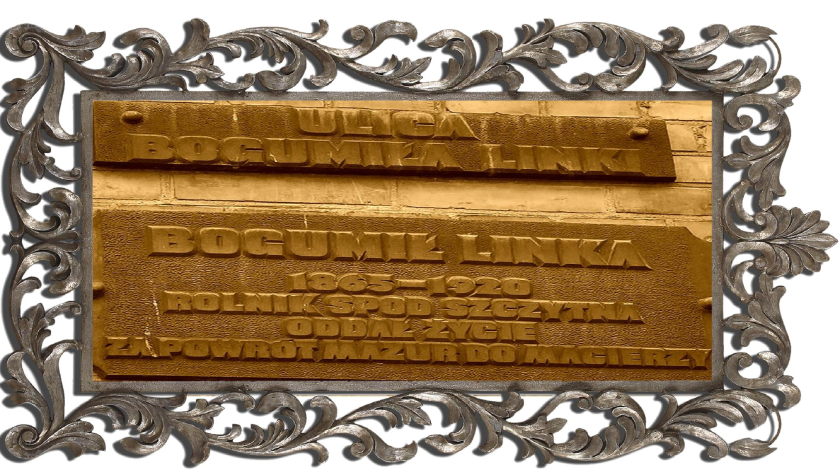 ULICA
BOGUMIŁA LINKI
BOGUMIŁ LINKA
1865-1920
ROLNIK SPOD SZCZYTNA
ODDAŁ ŻYCIE
ZA POWRÓT MAZUR DO MACIERZY